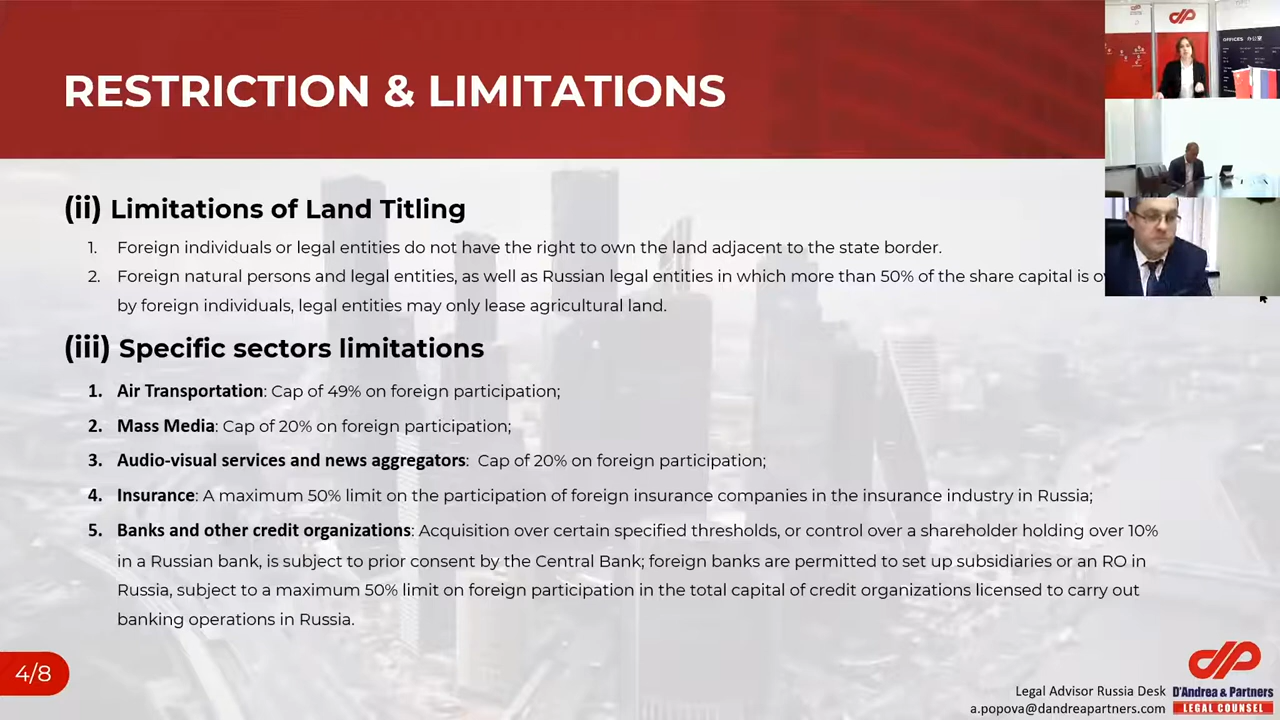 RESTRICTION & LIMITATIONS
(ii) Limitations of Land Titling
1. Foreign individuals or legal entities do not have the right to own the land adjacent to the state border.
2. Foreign natural persons and legal entities, as well as Russian legal entities in which more than 50% of the share capital is
by foreign individuals, legal entities may only lease agricultural land.
(iii) Specific sectors limitations
1. Air Transportation: Cap of 49% on foreign participation;
2. Mass Media: Cap of 20% on foreign participation;
3. Audio-visual services and news aggregators: Cap of 20% on foreign participation;
4. Insurance: A maximum 50% limit on the participation of foreign insurance companies in the insurance industry in Russia;
5. Banks and other credit organizations: Acquisition over certain specified thresholds, or control over a shareholder holding over 10%
in a Russian bank, is subject to prior consent by the Central Bank; foreign banks are permitted to set up subsidiaries or an RO in
Russia, subject to a maximum 50% limit on foreign participation in the total capital of credit organizations licensed to carry out
banking operations in Russia.
4/8
Legal Advisor Russia Desk
a.popova@dandreapartners.com
D'Andrea & Partners
LEGAL COUNSEL
OFFICES 办公室